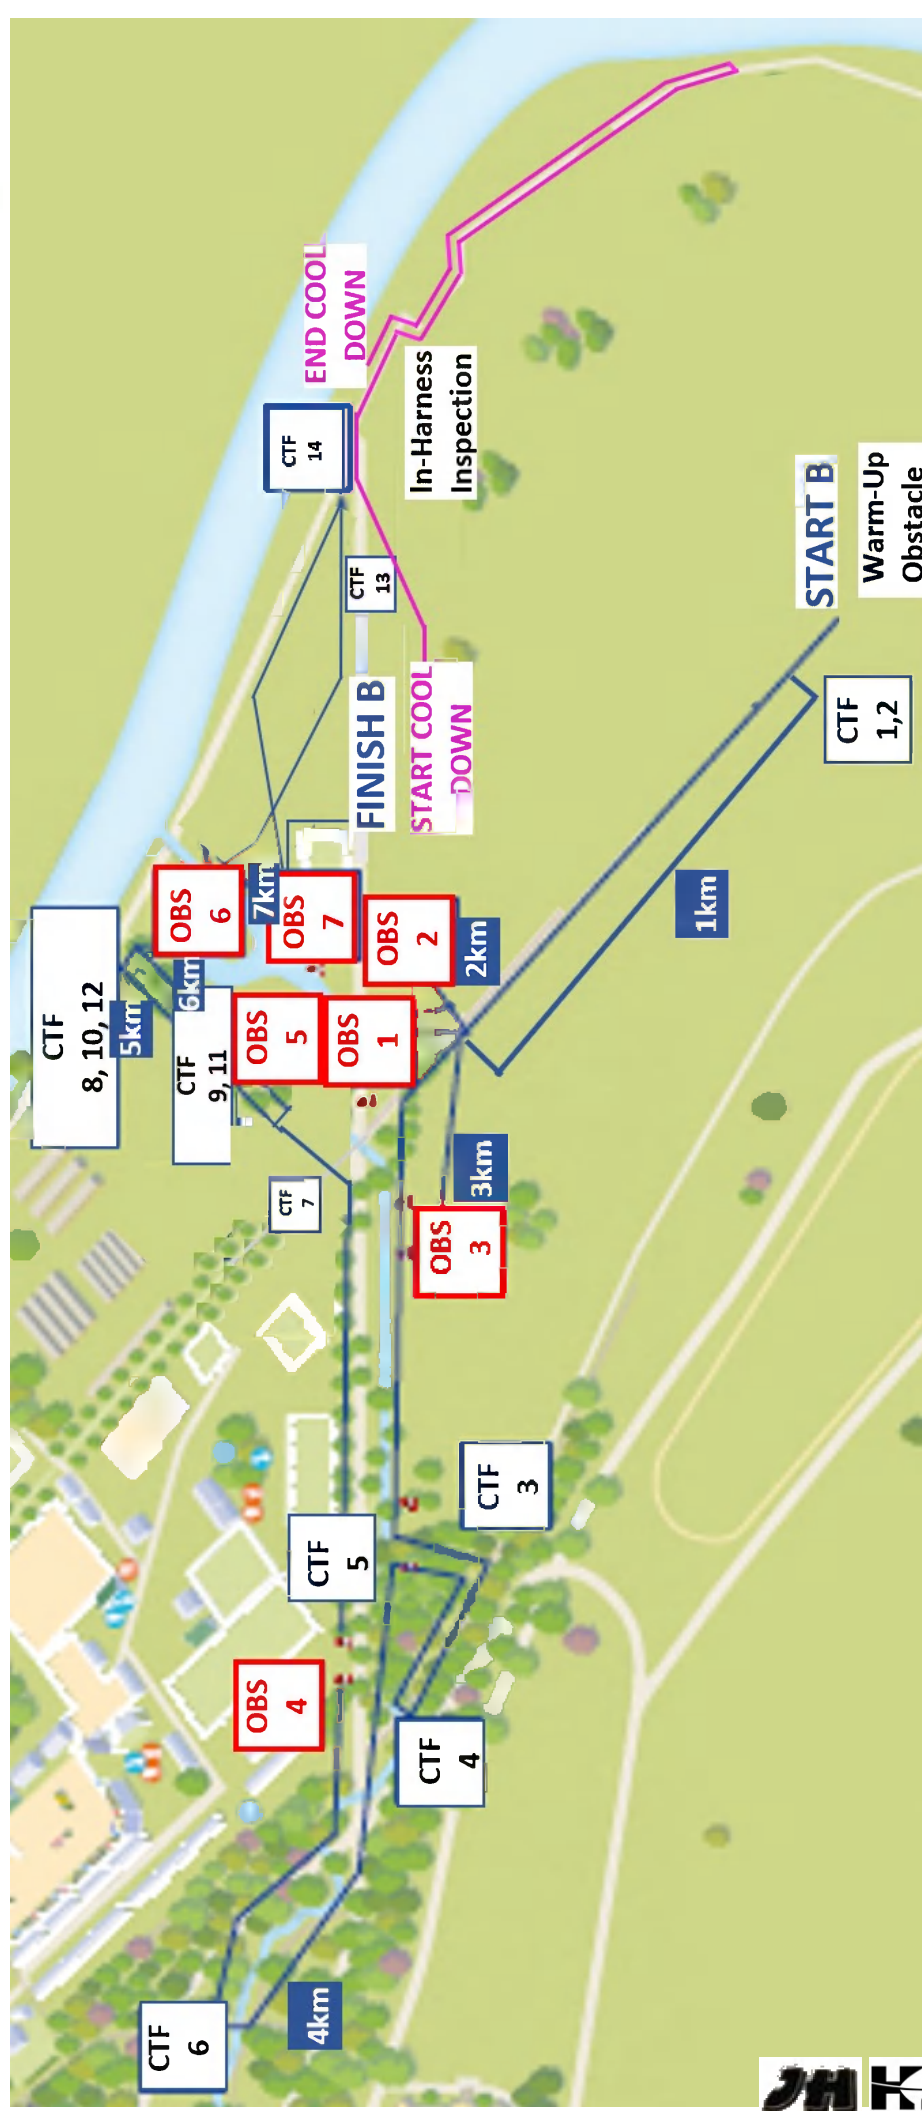 END COOL
DOWN
CTF
14
In-Harness
Inspection
START B
Warm-Up
Obstacle
CTF
13
FINISH B
START COOL
DOWN
CTF
1,2
1km
OBS
6
7km
OBS
7
OBS
2
2km
CTF
8, 10, 12
5km
6km
CTF
9, 11
OBS
5
OBS
1
CTF
7
3km
OBS
3
CTF
3
CTF
5
OBS
4
CTF
4
CTF
6
4km
JH
K